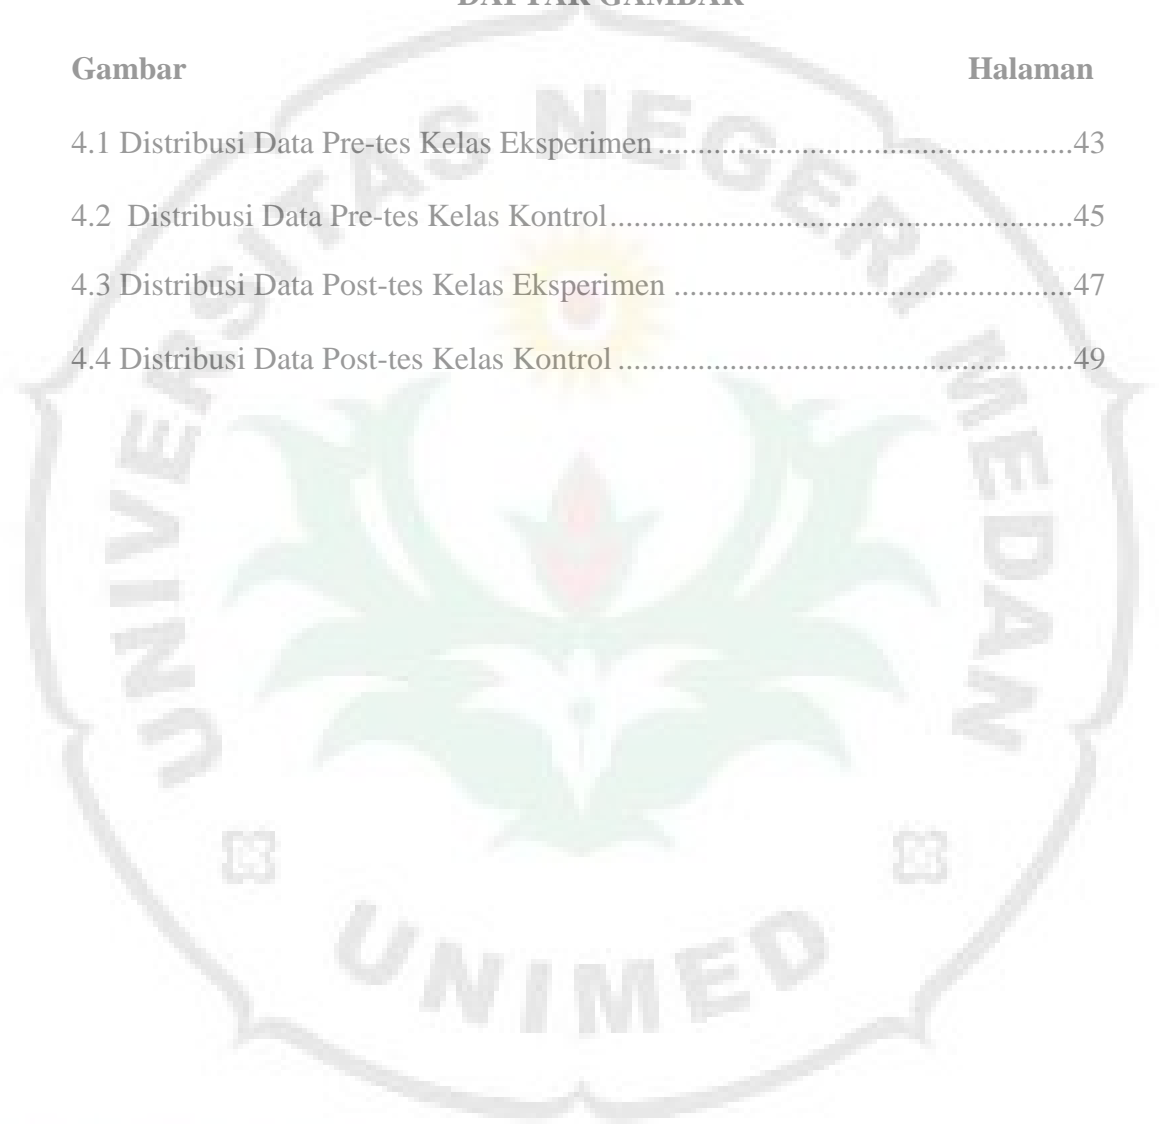 DAFTAR GAMBAR
Gambar Halaman
4.1 Distribusi Data Pre-tes Kelas Eksperimen....................................................43
4.2 Distribusi Data Pre-tes Kelas Kontrol..........................................................45
4.3 Distribusi Data Post-tes Kelas Eksperimen ..................................................47
4.4 Distribusi Data Post-tes Kelas Kontrol.........................................................49
UNIVERSITAS NEGERI MEDAN
UNIMED